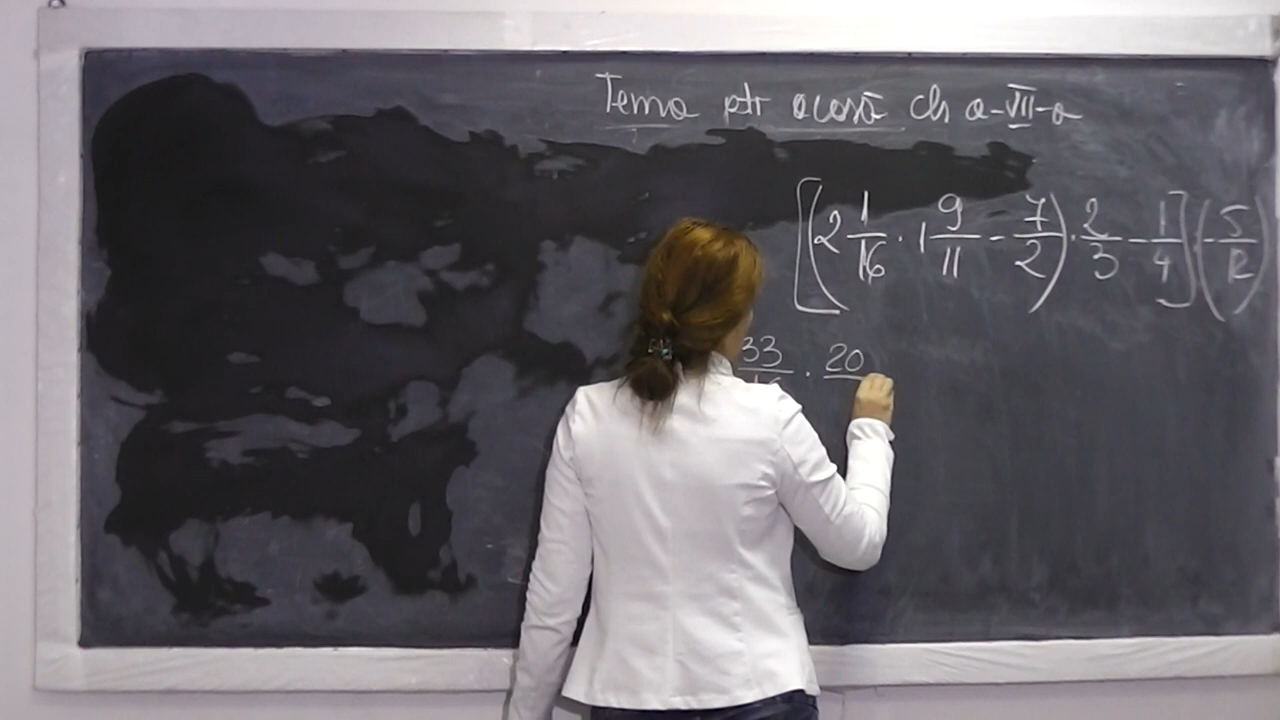 Tema ptr acasă cls a-VII-a
[(2 1/16 · 1 9/11 - 7/2) · 2/3 - 1/4] · (-5/12)
33/16 · 20